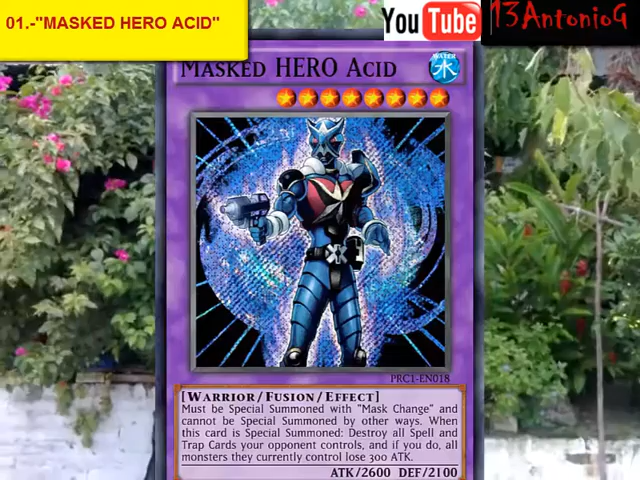 01.-"MASKED HERO ACID"
YouTube
13AntonioG
MASKED HERO ACID
WATER
水
PRC1-EN018
[WARRIOR/FUSION/EFFECT]
Must be Special Summoned with "Mask Change" and
cannot be Special Summoned by other ways. When
this card is Special Summoned: Destroy all Spell and
Trap Cards your opponent controls, and if you do, all
monsters they currently control lose 300 ATK.
ATK/2600 DEF/2100